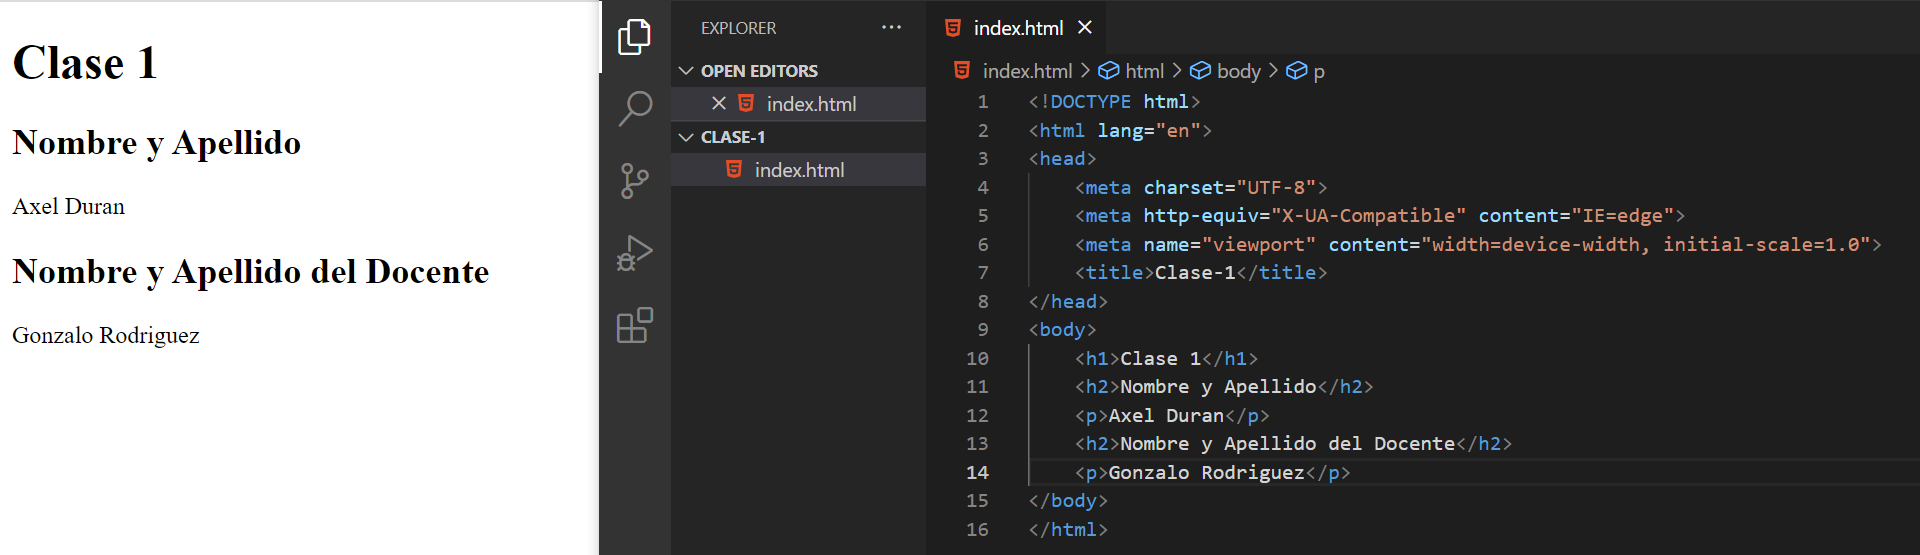 Clase 1
Nombre y Apellido
Axel Duran
Nombre y Apellido del Docente
Gonzalo Rodriguez
EXPLORER ···
OPEN EDITORS
index.html
CLASE-1
index.html
index.html
index.html > html > body > p
1 <!DOCTYPE html>
2 <html lang="en">
3 <head>
4     <meta charset="UTF-8">
5     <meta http-equiv="X-UA-Compatible" content="IE=edge">
6     <meta name="viewport" content="width=device-width, initial-scale=1.0">
7     <title>Clase-1</title>
8 </head>
9 <body>
10     <h1>Clase 1</h1>
11     <h2>Nombre y Apellido</h2>
12     <p>Axel Duran</p>
13     <h2>Nombre y Apellido del Docente</h2>
14     <p>Gonzalo Rodriguez</p>
15 </body>
16 </html>